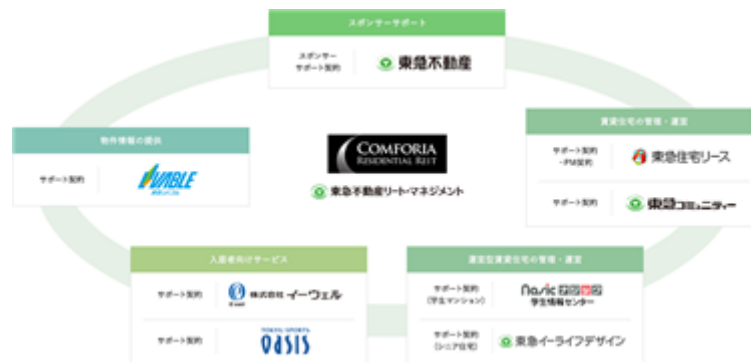 スポンサーサポート
スポンサー
サポート契約
東急不動産
物件情報の提供
サポート契約
VABLE
COMFORIA
RESIDENTIAL REIT
東急不動産リート・マネジメント
賃貸住宅の管理・運営
サポート契約
・PM契約
東急住宅リース
サポート契約
東急コミュニティー
入居者向けサービス
サポート契約
株式会社イーウェル
サポート契約
TOKYU SPORTS
OASIS
運営型賃貸住宅の管理・運営
サポート契約
(学生マンション)
Nasic ナジック
学生情報センター
サポート契約
(シニア住宅)
東急イーライフデザイン